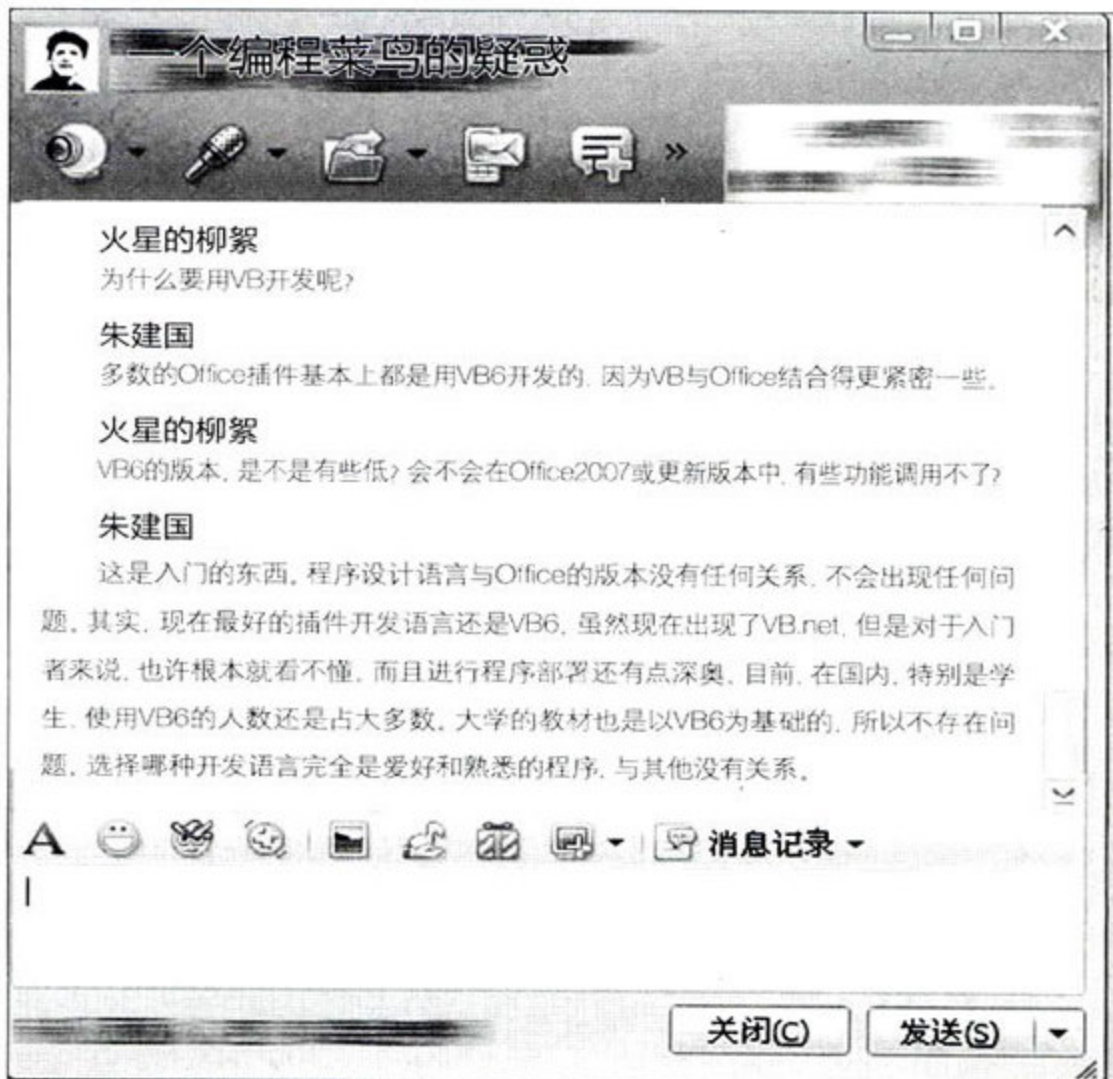 一个编程菜鸟的疑惑
火星的柳絮
为什么要用VB开发呢?
朱建国
多数的Office插件基本上都是用VB6开发的,因为VB与Office结合得更紧密一些。
火星的柳絮
VB6的版本,是不是有些低?会不会在Office2007或更新版本中,有些功能调用不了?
朱建国
这是入门的东西。程序设计语言与Office的版本没有任何关系,不会出现任何问
题。其实,现在最好的插件开发语言还是VB6,虽然现在出现了VB.net,但是对于入门
者来说,也许根本就看不懂,而且进行程序部署还有点深奥。目前,在国内,特别是学
生,使用VB6的人数还是占大多数。大学的教材也是以VB6为基础的,所以不存在问
题。选择哪种开发语言完全是爱好和熟悉的程序,与其他没有关系。
A 消息记录
关闭(C) 发送(S)